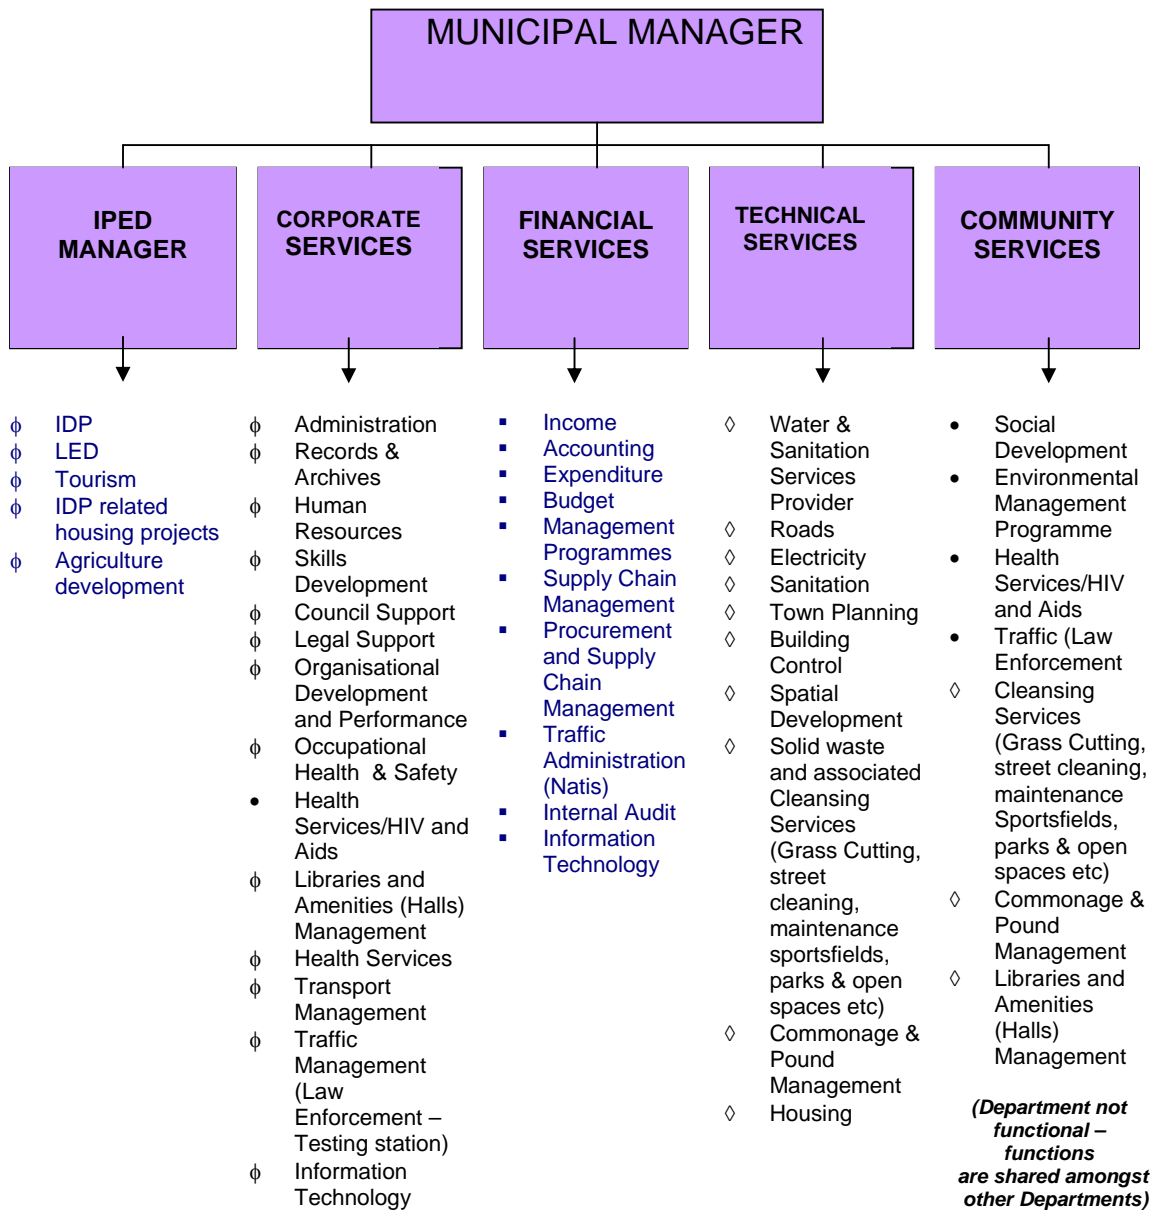 MUNICIPAL MANAGER
IPED
MANAGER
CORPORATE
SERVICES
FINANCIAL
SERVICES
TECHNICAL
SERVICES
COMMUNITY
SERVICES
ϕ IDP
ϕ LED
ϕ Tourism
ϕ IDP related
housing projects
ϕ Agriculture
development
ϕ Administration
ϕ Records &
Archives
ϕ Human
Resources
ϕ Skills
Development
ϕ Council Support
ϕ Legal Support
ϕ Organisational
Development
and Performance
ϕ Occupational
Health & Safety
• Health
Services/HIV and
Aids
ϕ Libraries and
Amenities (Halls)
Management
ϕ Health Services
ϕ Transport
Management
ϕ Traffic
Management
(Law
Enforcement –
Testing station)
ϕ Information
Technology
▪ Income
▪ Accounting
▪ Expenditure
▪ Budget
▪ Management
Programmes
▪ Supply Chain
Management
▪ Procurement
and Supply
Chain
Management
▪ Traffic
Administration
(Natis)
▪ Internal Audit
▪ Information
Technology
◊ Water &
Sanitation
Services
Provider
◊ Roads
◊ Electricity
◊ Sanitation
◊ Town Planning
◊ Building
Control
◊ Spatial
Development
◊ Solid waste
and associated
Cleansing
Services
(Grass Cutting,
street
cleaning,
maintenance
sportsfields,
parks & open
spaces etc)
◊ Commonage &
Pound
Management
◊ Housing
• Social
Development
• Environmental
Management
Programme
• Health
Services/HIV
and Aids
• Traffic (Law
Enforcement
◊ Cleansing
Services
(Grass Cutting,
street cleaning,
maintenance
Sportsfields,
parks & open
spaces etc)
◊ Commonage &
Pound
Management
◊ Libraries and
Amenities
(Halls)
Management
(Department not
functional –
functions
are shared amongst
other Departments)